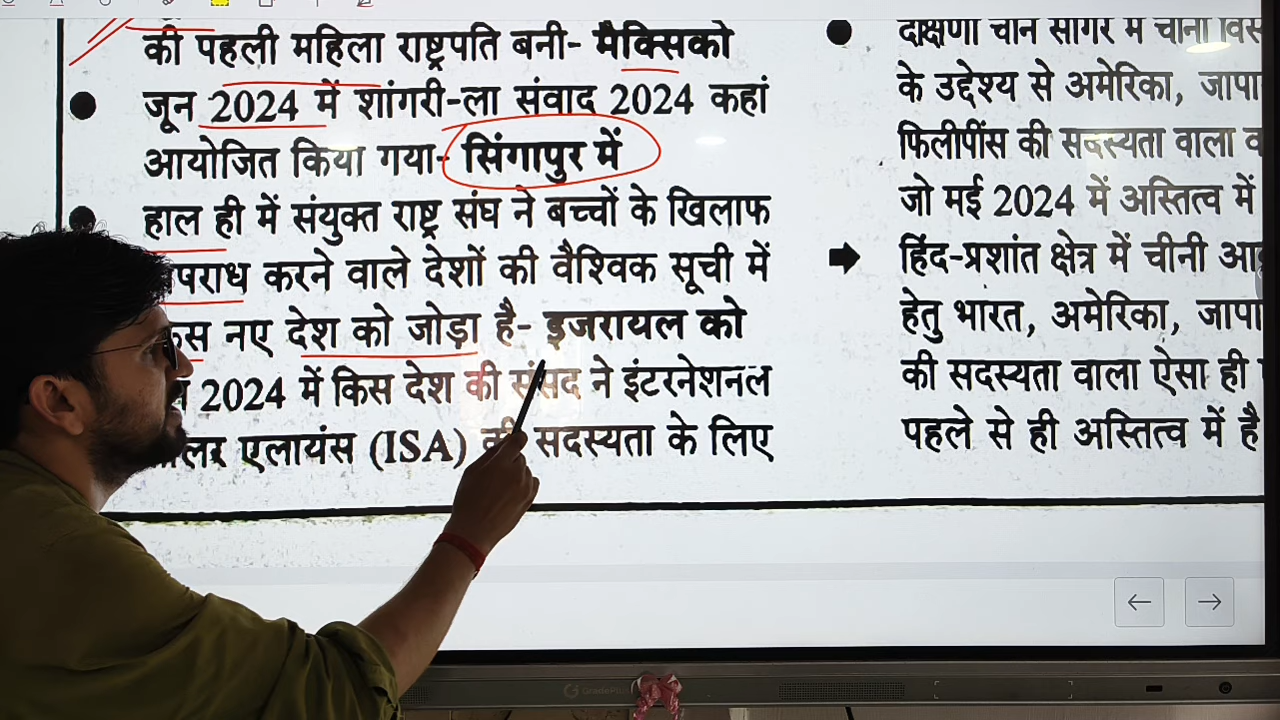 की पहली महिला राष्ट्रपति बनी- मैक्सिको
जून 2024 में शांगरी-ला संवाद 2024 कहां
आयोजित किया गया- सिंगापुर में
हाल ही में संयुक्त राष्ट्र संघ ने बच्चों के खिलाफ
पराध करने वाले देशों की वैश्विक सूची में
नए देश को जोड़ा है- इजरायल को
2024 में किस देश की संसद ने इंटरनेशनल
एलायंस (ISA) की सदस्यता के लिए
दक्षिणी चीन सागर में चीनी
के उद्देश्य से अमेरिका, जापा
फिलीपींस की सदस्यता वाला
जो मई 2024 में अस्तित्व में
हिंद-प्रशांत क्षेत्र में चीनी
हेतु भारत, अमेरिका, जापा
की सदस्यता वाला ऐसा ही
पहले से ही अस्तित्व में है